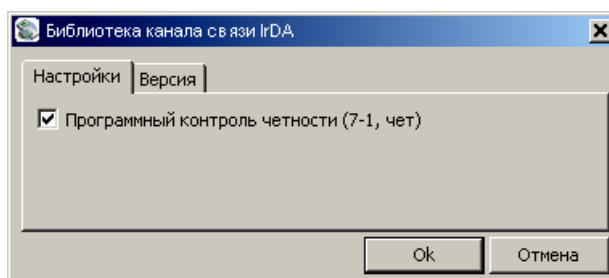 Библиотека канала связи IrDA
Настройки Версия
Программный контроль четности (7-1, чет)
Ok Отмена